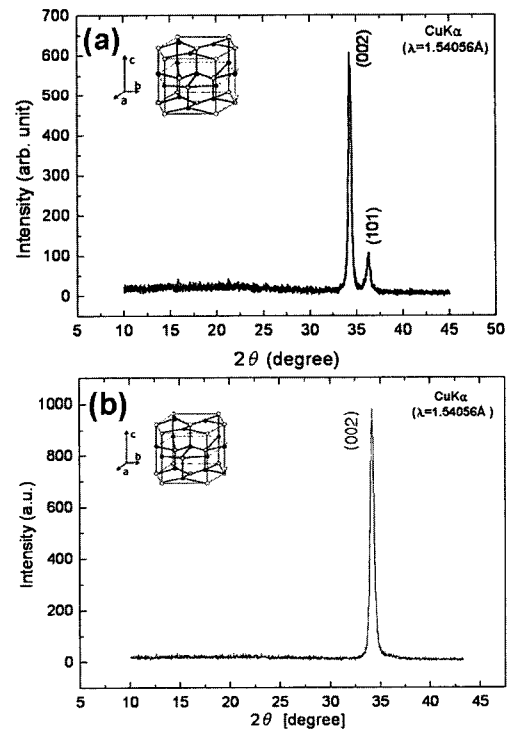 (a)
CuKα
(λ=1.54056Å)
c
b
a
(002)
(101)
700
600
500
400
300
200
100
0
Intensity (arb. unit)
5 10 15 20 25 30 35 40 45 50
2θ (degree)
(b)
CuKα
(λ=1.54056Å )
c
b
a
(002)
1000
800
600
400
200
0
Intensity (a.u.)
5 10 15 20 25 30 35 40 45
2θ [degree]